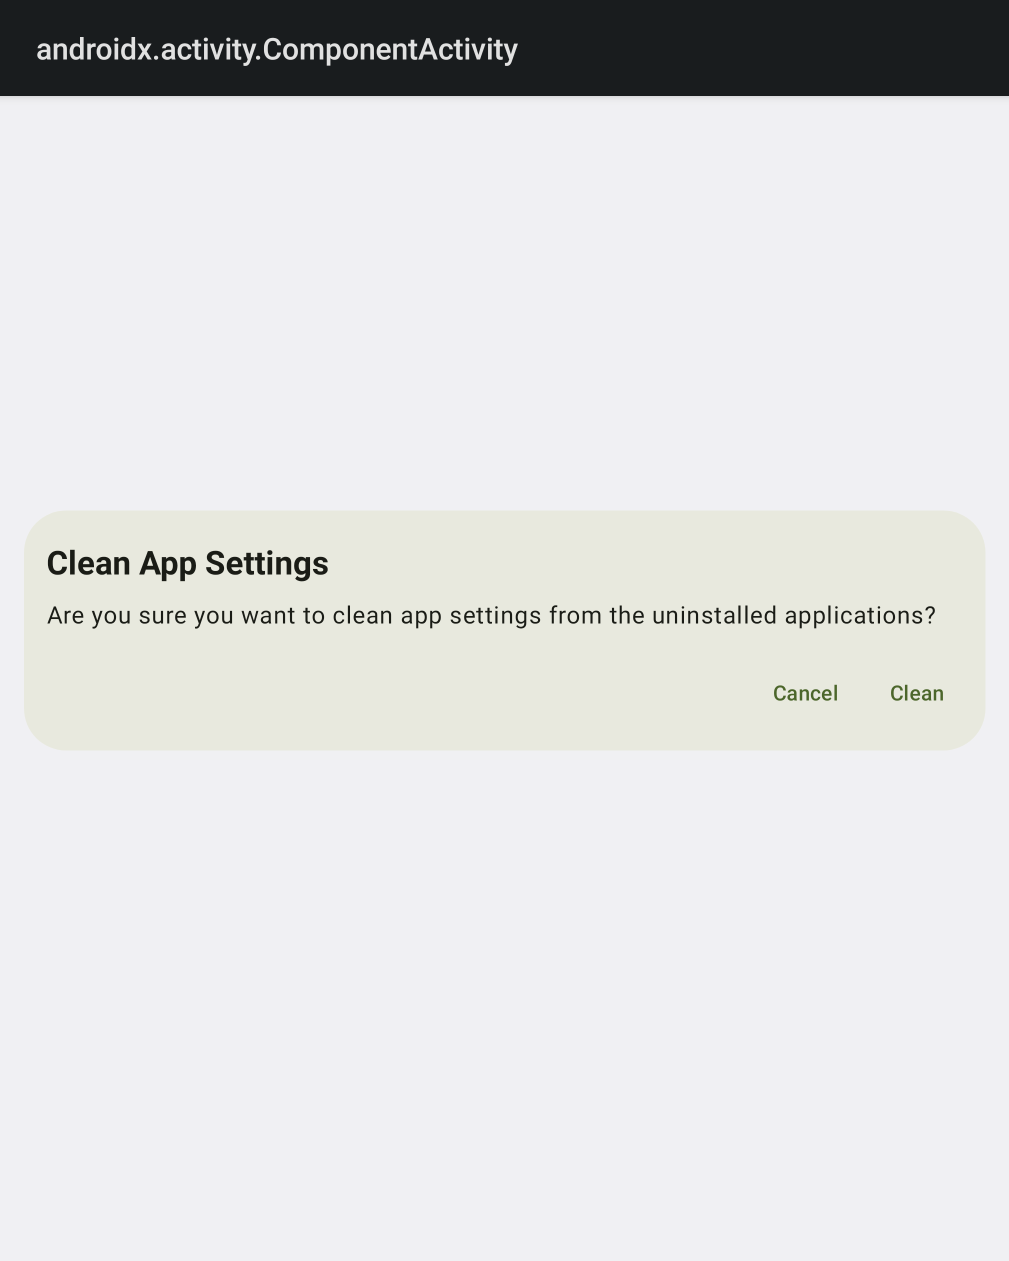 androidx.activity.ComponentActivity
Clean App Settings
Are you sure you want to clean app settings from the uninstalled applications?
Cancel Clean